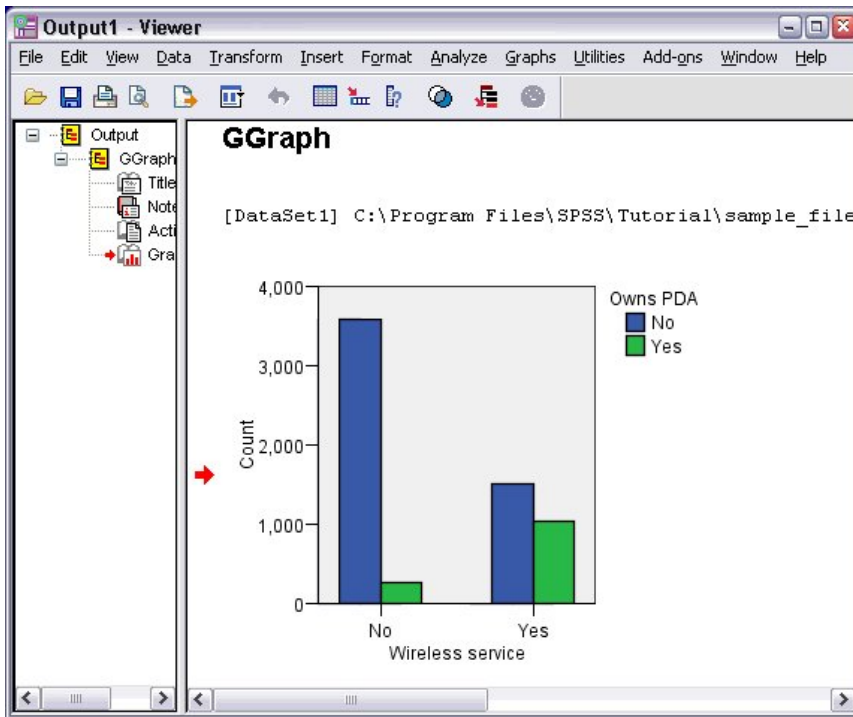 Output1 - Viewer
File Edit View Data Transform Insert Format Analyze Graphs Utilities Add-ons Window Help
Output
GGraph
Title
Note
Acti
Gra
GGraph
[DataSet1] C:\Program Files\SPSS\Tutorial\sample_file
4,000
3,000
2,000
1,000
0
Count
No
Yes
Wireless service
Owns PDA
No
Yes